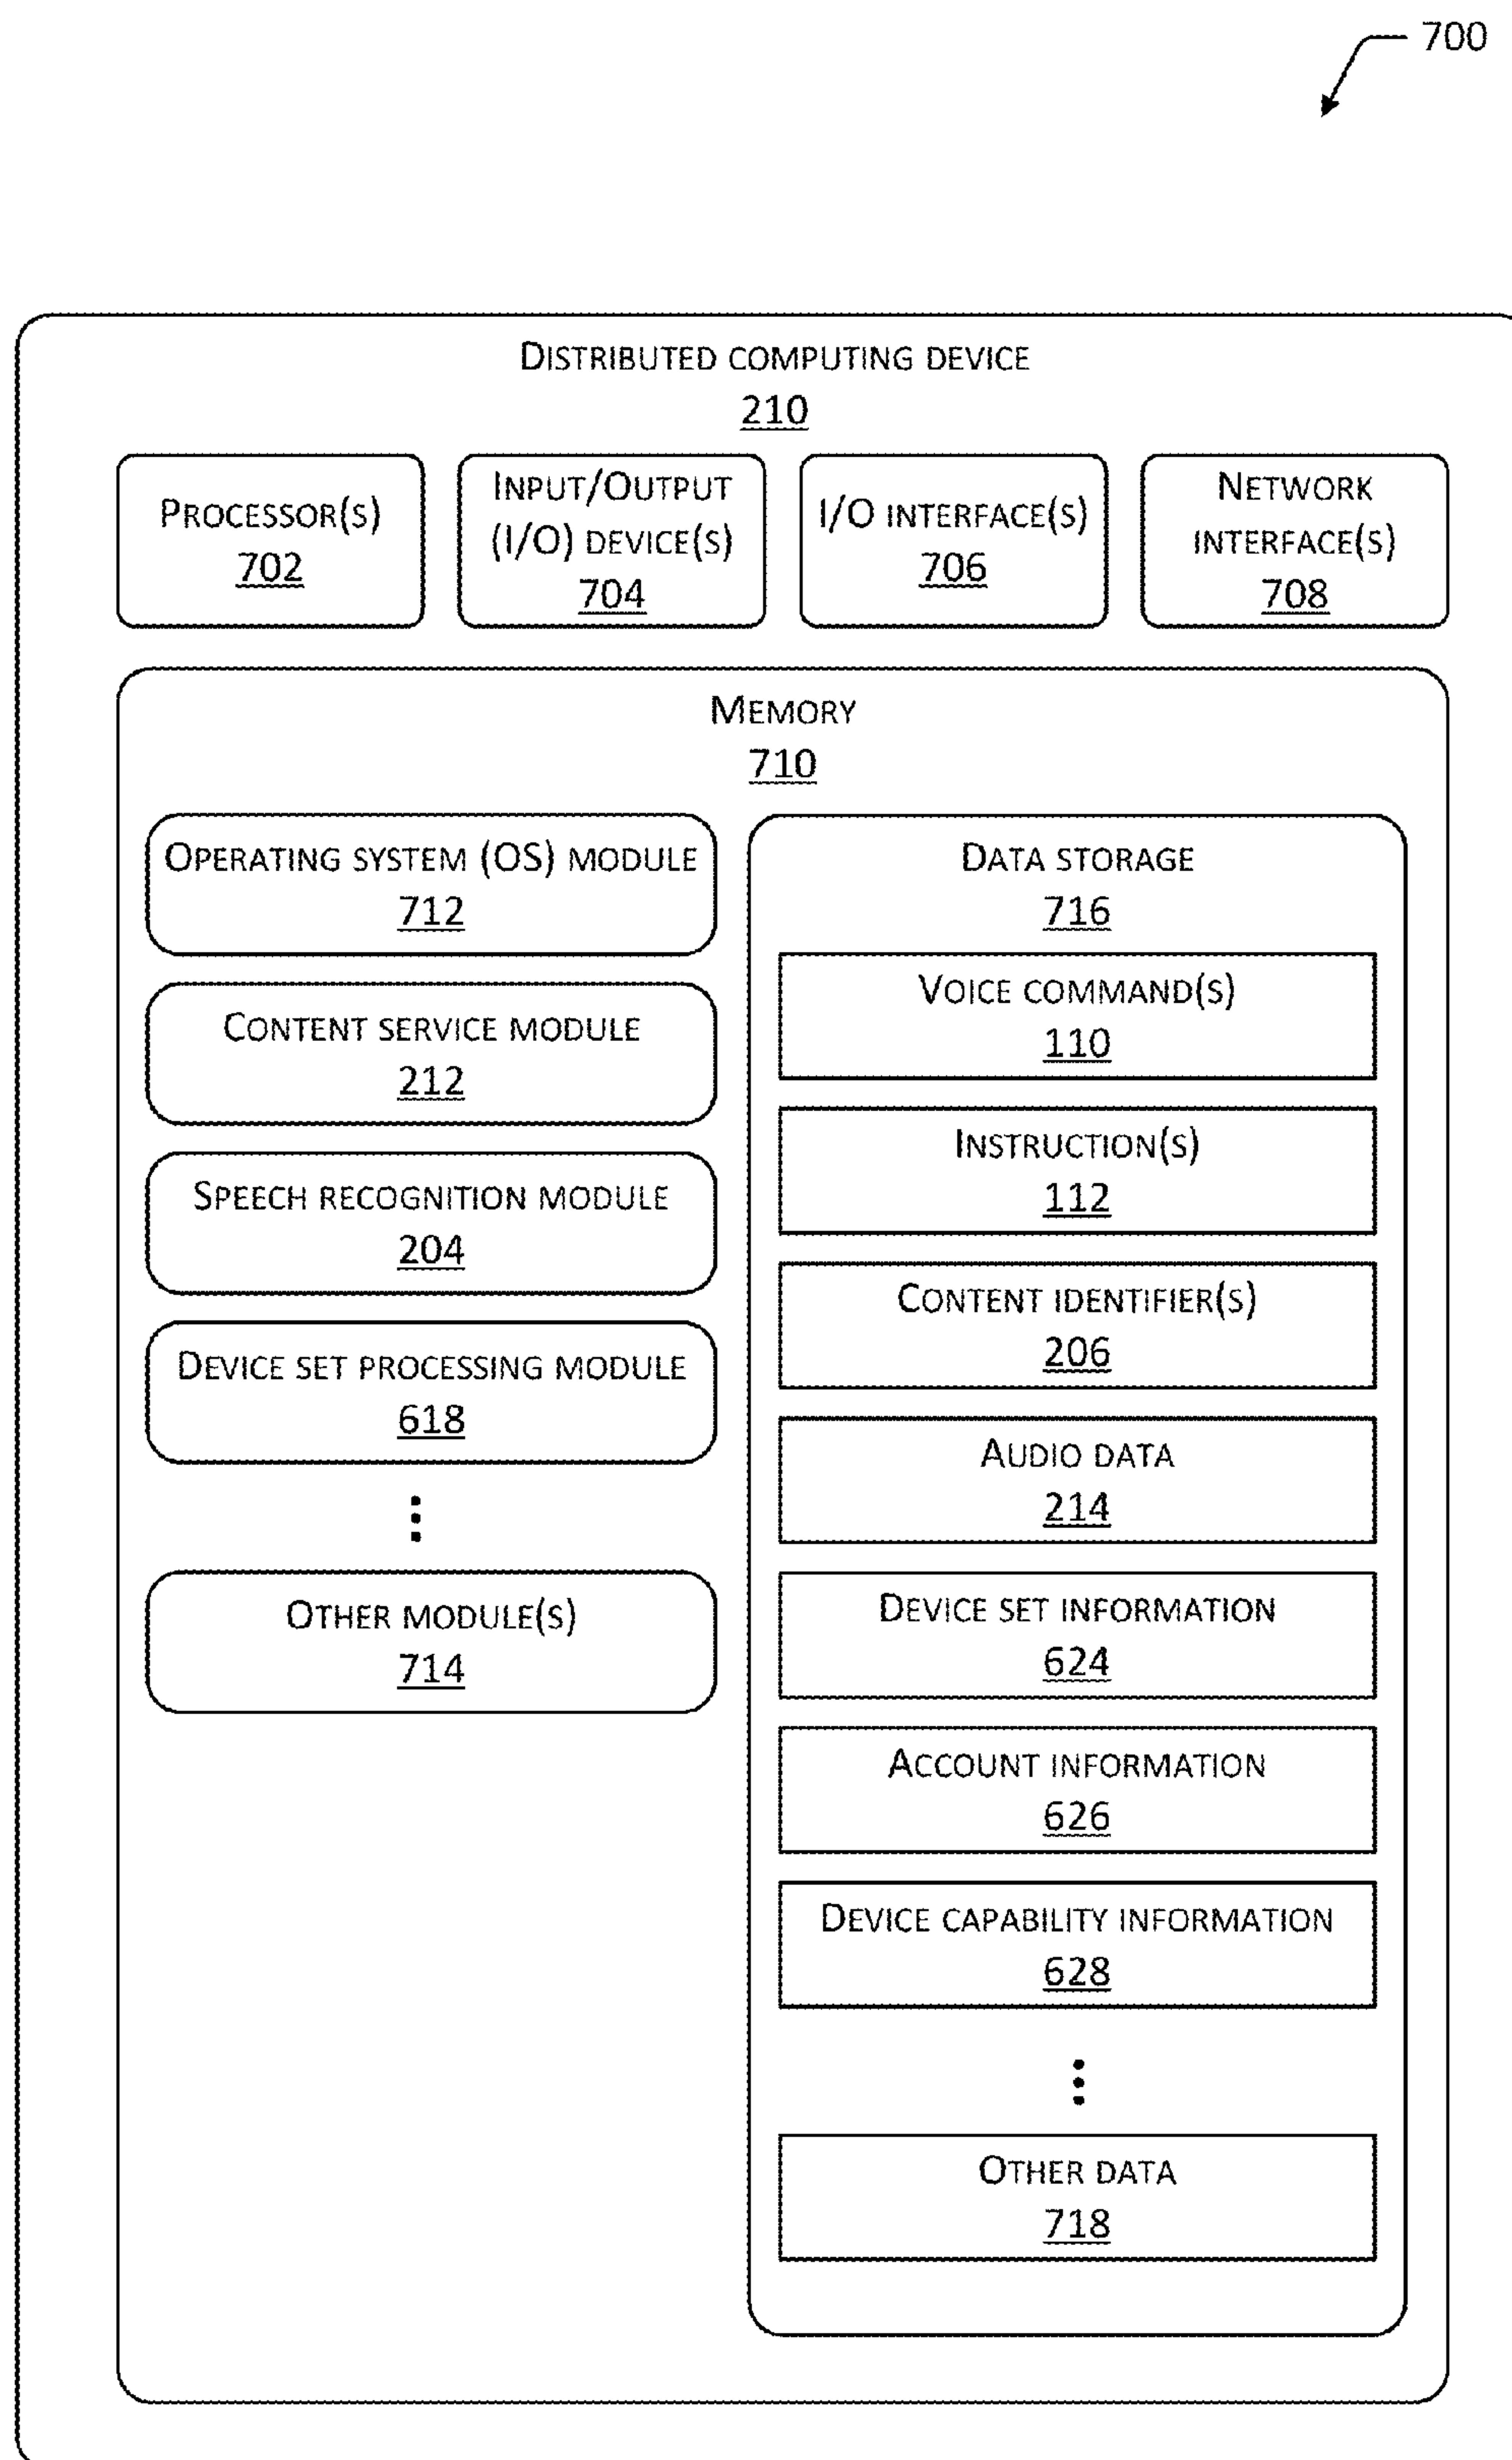 700
DISTRIBUTED COMPUTING DEVICE
210
PROCESSOR(S)
702
INPUT/OUTPUT
(I/O) DEVICE(S)
704
I/O INTERFACE(S)
706
NETWORK
INTERFACE(S)
708
MEMORY
710
OPERATING SYSTEM (OS) MODULE
712
CONTENT SERVICE MODULE
212
SPEECH RECOGNITION MODULE
204
DEVICE SET PROCESSING MODULE
618
OTHER MODULE(S)
714
DATA STORAGE
716
VOICE COMMAND(S)
110
INSTRUCTION(S)
112
CONTENT IDENTIFIER(S)
206
AUDIO DATA
214
DEVICE SET INFORMATION
624
ACCOUNT INFORMATION
626
DEVICE CAPABILITY INFORMATION
628
OTHER DATA
718